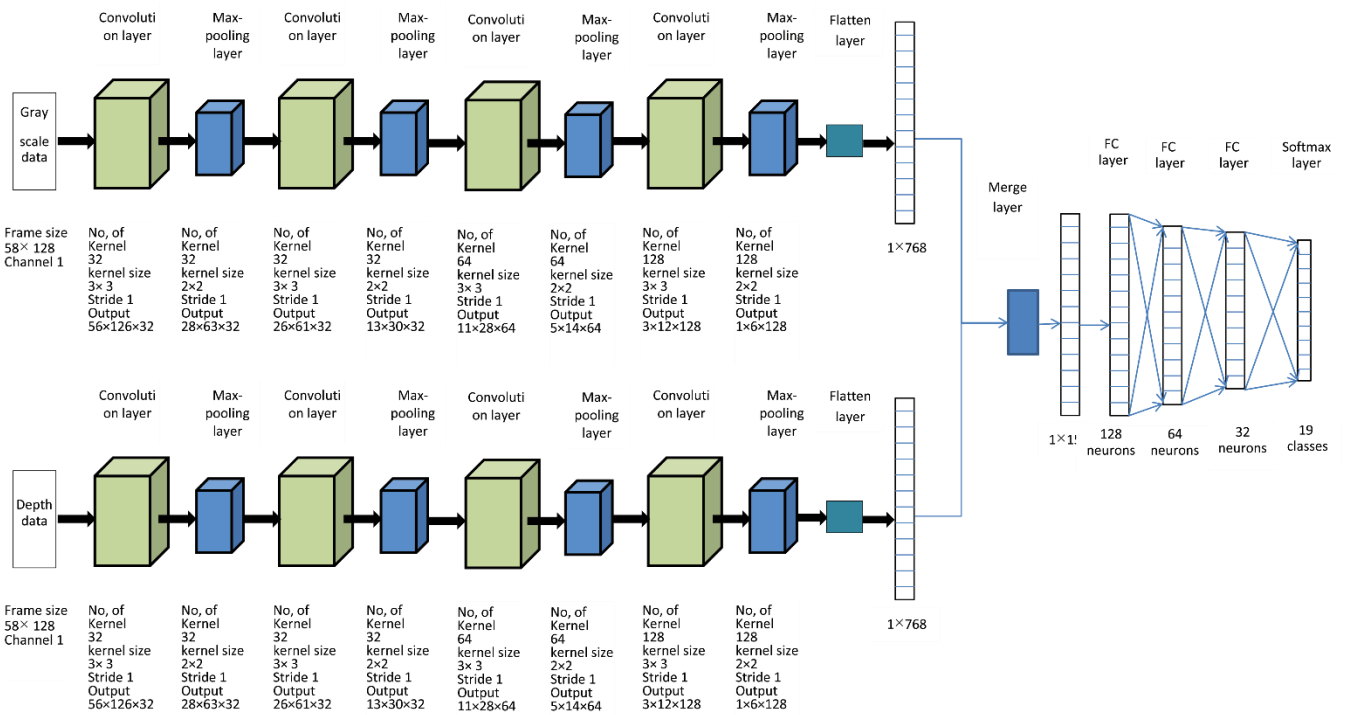 Convoluti
on layer
Max-
pooling
layer
Convoluti
on layer
Max-
pooling
layer
Convoluti
on layer
Max-
pooling
layer
Convoluti
on layer
Max-
pooling
layer
Flatten
layer
Gray
scale
data
Frame size
58× 128
Channel 1
No, of
Kernel
32
kernel size
3× 3
Stride 1
Output
56×126×32
No, of
Kernel
32
kernel size
2×2
Stride 1
Output
28×63×32
No, of
Kernel
32
kernel size
3× 3
Stride 1
Output
26×61×32
No, of
Kernel
32
kernel size
2×2
Stride 1
Output
13×30×32
No, of
Kernel
64
kernel size
3× 3
Stride 1
Output
11×28×64
No, of
Kernel
64
kernel size
2×2
Stride 1
Output
5×14×64
No, of
Kernel
128
kernel size
3× 3
Stride 1
Output
3×12×128
No, of
Kernel
128
kernel size
2×2
Stride 1
Output
1×6×128
1×768
Convoluti
on layer
Max-
pooling
layer
Convoluti
on layer
Max-
pooling
layer
Convoluti
on layer
Max-
pooling
layer
Convoluti
on layer
Max-
pooling
layer
Flatten
layer
Depth
data
Frame size
58× 128
Channel 1
No, of
Kernel
32
kernel size
3× 3
Stride 1
Output
56×126×32
No, of
Kernel
32
kernel size
2×2
Stride 1
Output
28×63×32
No, of
Kernel
32
kernel size
3× 3
Stride 1
Output
26×61×32
No, of
Kernel
32
kernel size
2×2
Stride 1
Output
13×30×32
No, of
Kernel
64
kernel size
3× 3
Stride 1
Output
11×28×64
No, of
Kernel
64
kernel size
2×2
Stride 1
Output
5×14×64
No, of
Kernel
128
kernel size
3× 3
Stride 1
Output
3×12×128
No, of
Kernel
128
kernel size
2×2
Stride 1
Output
1×6×128
1×768
Merge
layer
FC
layer
FC
layer
FC
layer
Softmax
layer
128
neurons
64
neurons
32
neurons
19
classes